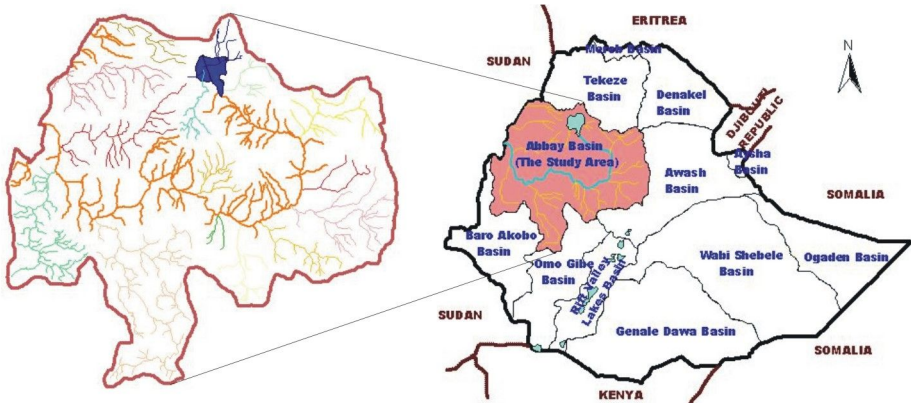 ERITREA
N
SUDAN
Mereb Basin
Tekeze
Basin
Denakel
Basin
DJIBOUTI
REPUBLIC
Abbay Basin
(The Study Area)
Aysha
Basin
Awash
Basin
SOMALIA
Baro Akobo
Basin
Omo Gibe
Basin
Rift Valley
Lakes Basin
Wabi Shebele
Basin
Ogaden Basin
SUDAN
Genale Dawa Basin
SOMALIA
KENYA